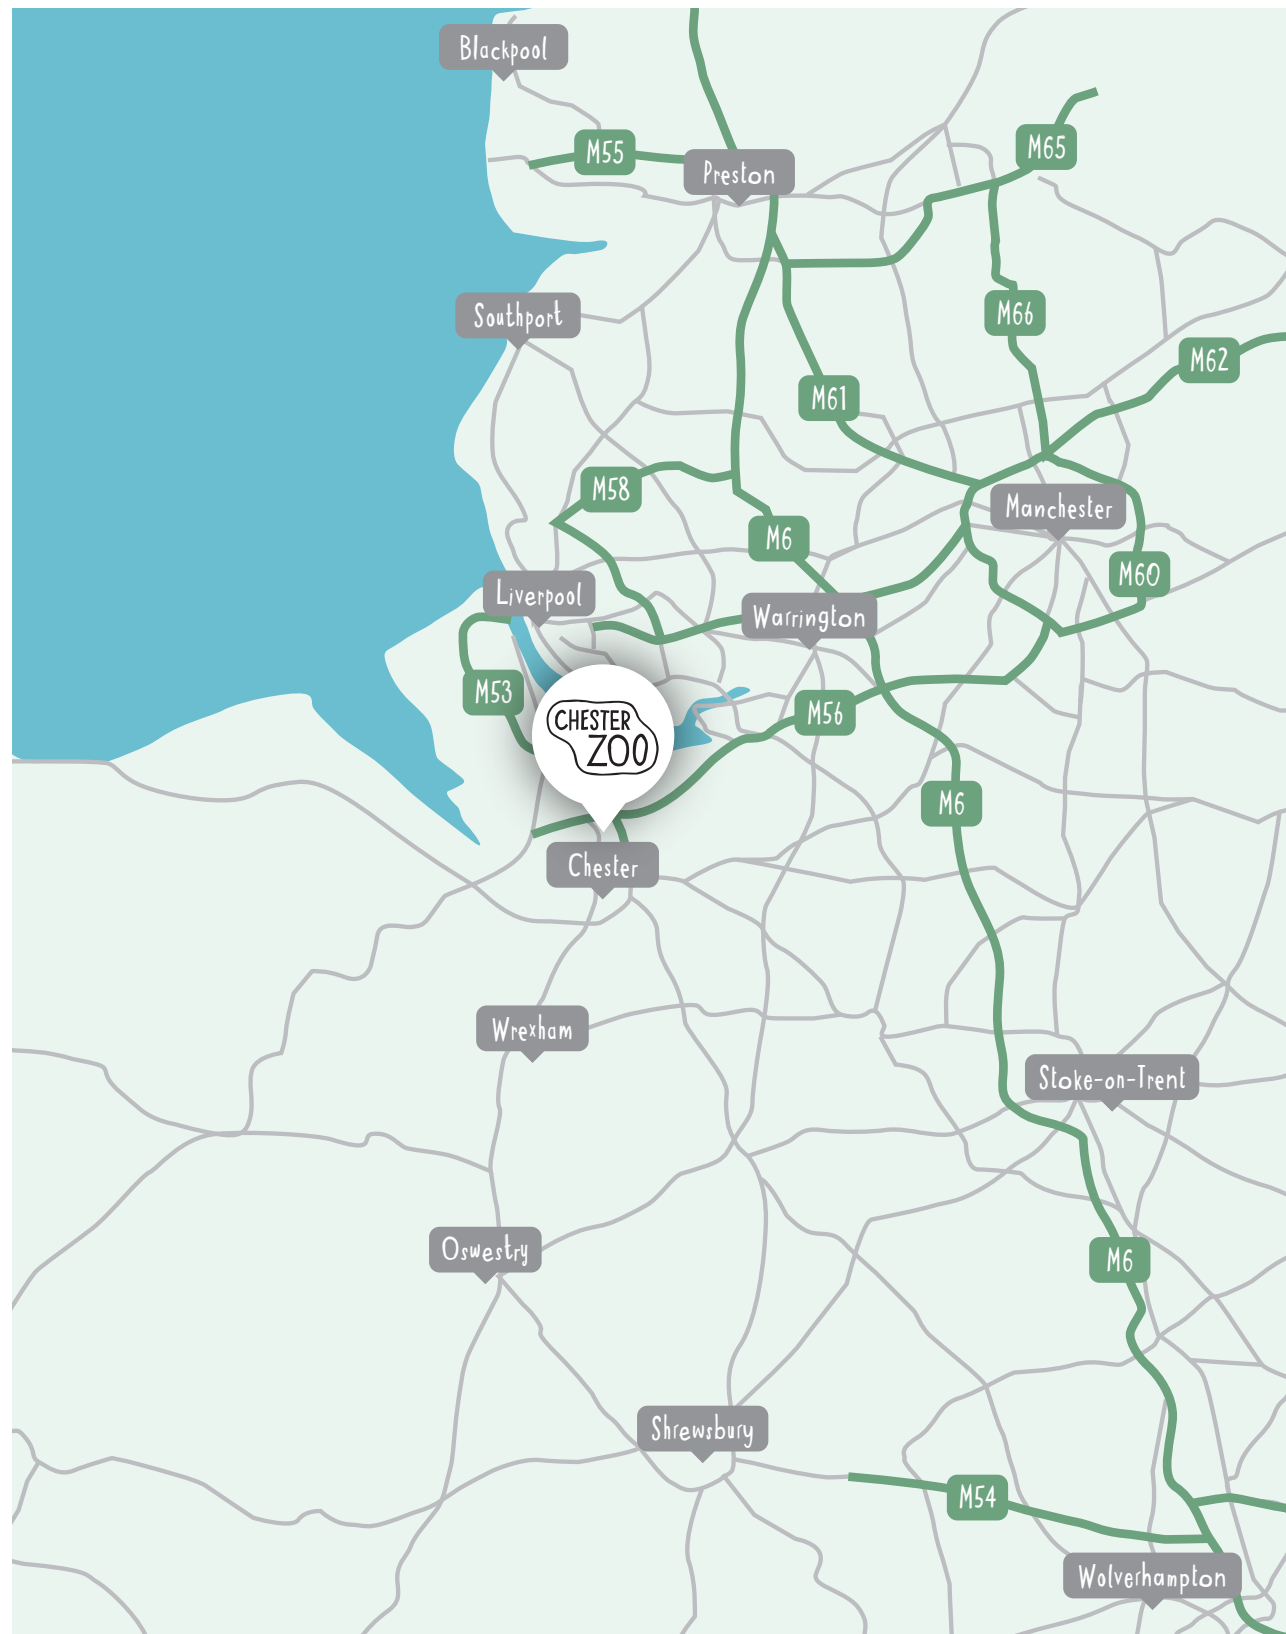 Blackpool
M65
M55
Preston
Southport
M66
M62
M61
M58
Manchester
M6
M60
Liverpool
Warrington
M53
M56
CHESTER
ZOO
M6
Chester
Wrexham
Stoke-on-Trent
Oswestry
M6
Shrewsbury
M54
Wolverhampton